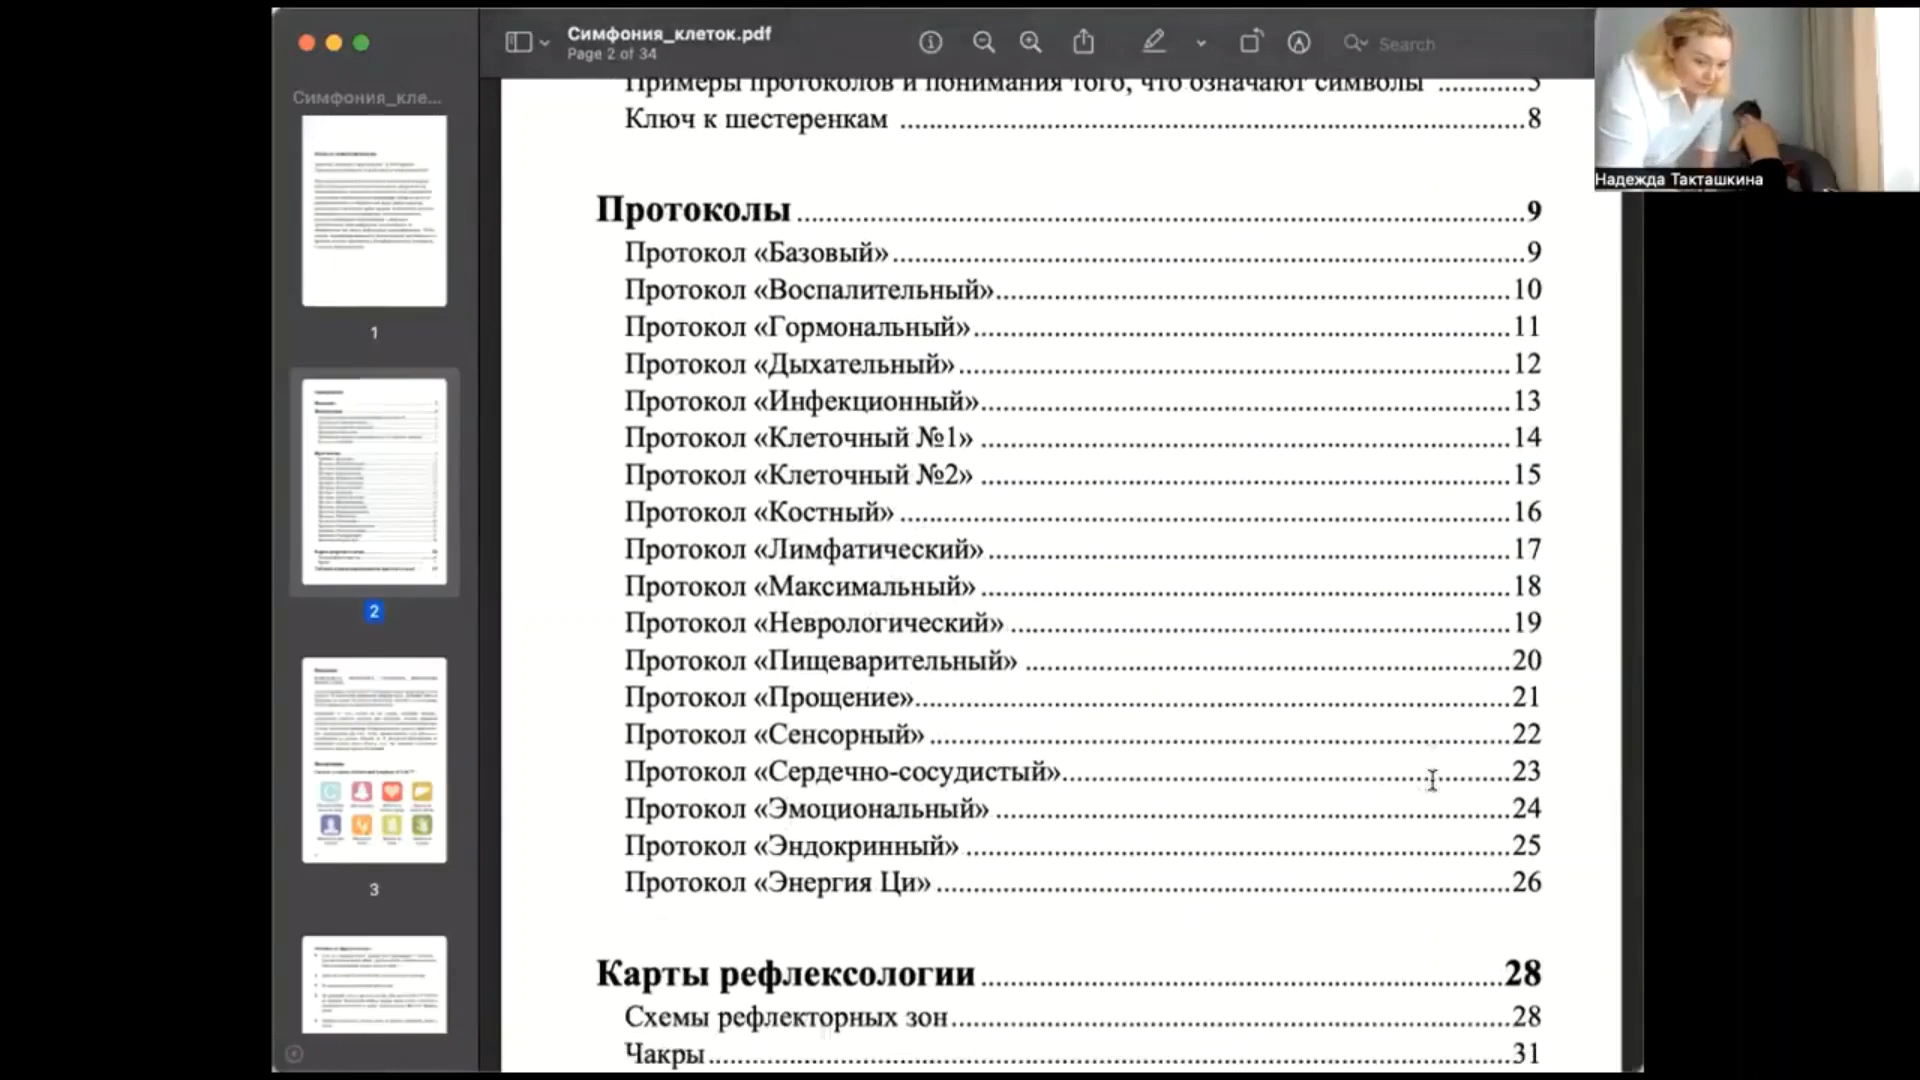 Симфония_клеток.pdf
Page 2 of 34
Search
Симфония_кле...
1
2
3
Примеры протоколов и понимания того, что означают символы ............5
Ключ к шестеренкам ............8
Протоколы ............9
Протокол «Базовый»............9
Протокол «Воспалительный»............10
Протокол «Гормональный»............11
Протокол «Дыхательный»............12
Протокол «Инфекционный»............13
Протокол «Клеточный №1» ............14
Протокол «Клеточный №2» ............15
Протокол «Костный» ............16
Протокол «Лимфатический» ............17
Протокол «Максимальный» ............18
Протокол «Неврологический» ............19
Протокол «Пищеварительный» ............20
Протокол «Прощение»............21
Протокол «Сенсорный» ............22
Протокол «Сердечно-сосудистый»............23
Протокол «Эмоциональный» ............24
Протокол «Эндокринный» ............25
Протокол «Энергия Ци» ............26
Карты рефлексологии ............28
Схемы рефлекторных зон ............28
Чакры ............31
Надежда Такташкина